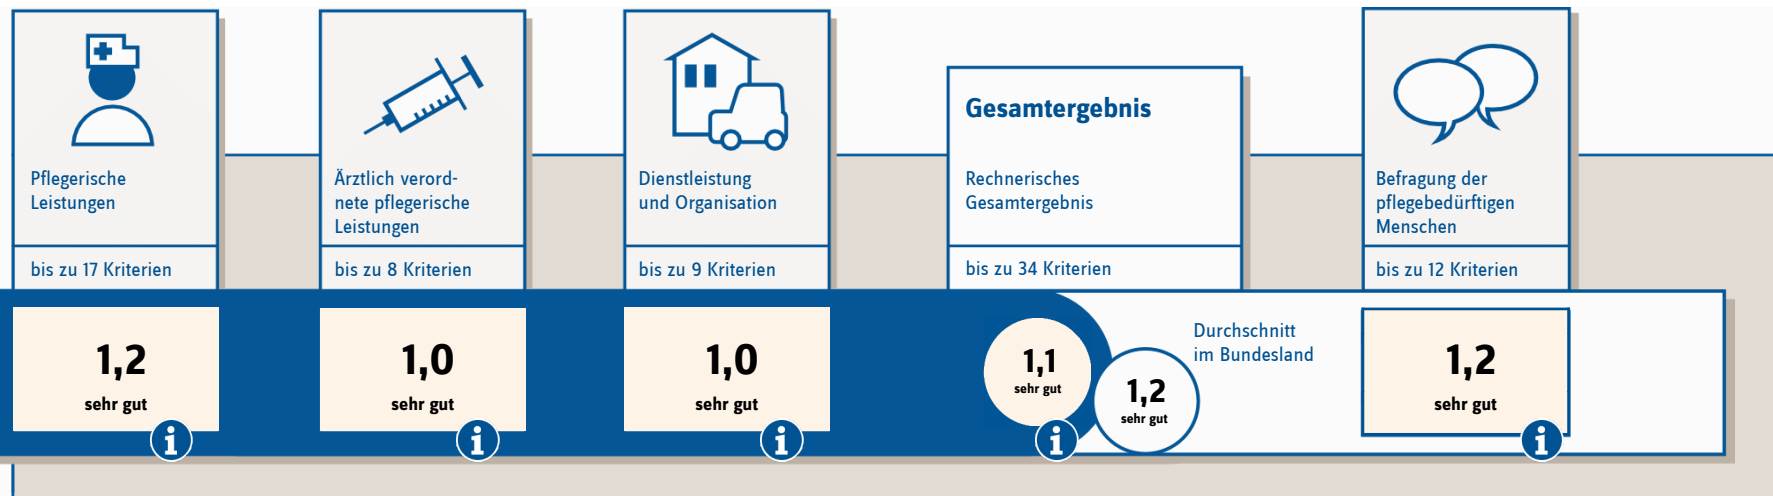 Pflegerische
Leistungen
bis zu 17 Kriterien
1,2
sehr gut
i
Ärztlich verord-
nete pflegerische
Leistungen
bis zu 8 Kriterien
1,0
sehr gut
i
Dienstleistung
und Organisation
bis zu 9 Kriterien
1,0
sehr gut
i
Gesamtergebnis
Rechnerisches
Gesamtergebnis
bis zu 34 Kriterien
1,1
sehr gut
i
1,2
sehr gut
Durchschnitt
im Bundesland
Befragung der
pflegebedürftigen
Menschen
bis zu 12 Kriterien
1,2
sehr gut
i